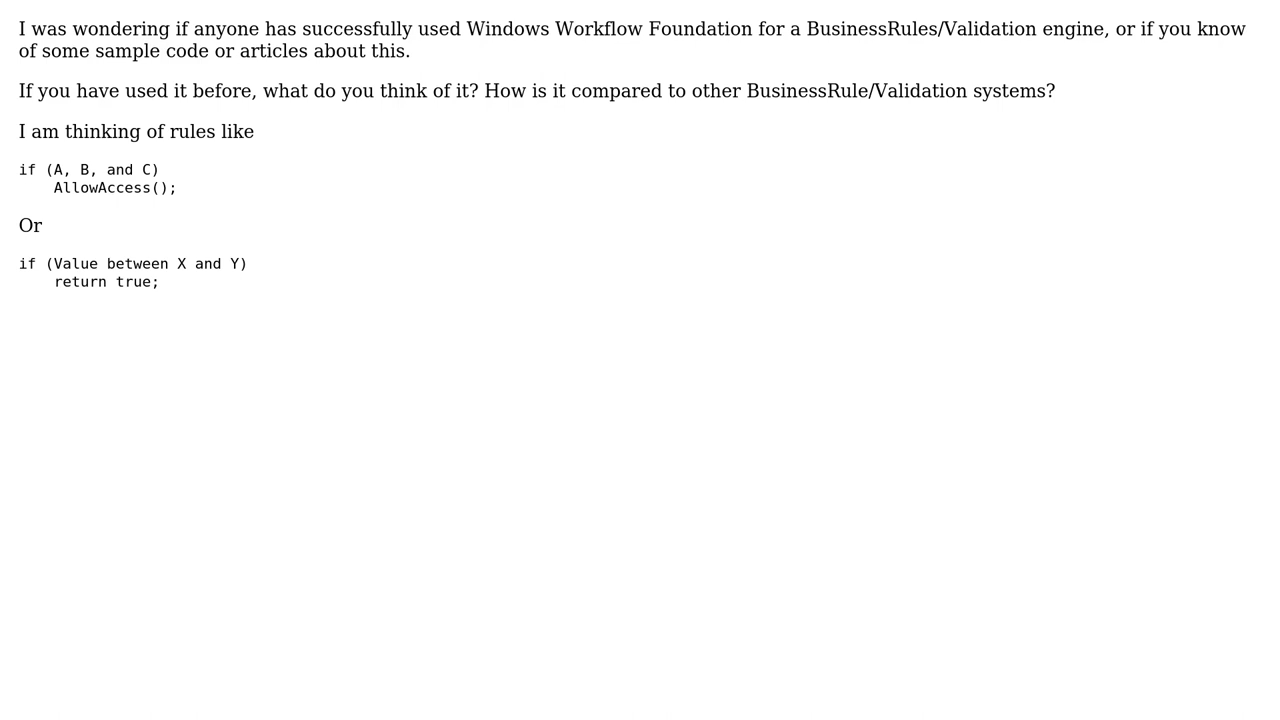 I was wondering if anyone has successfully used Windows Workflow Foundation for a BusinessRules/Validation engine, or if you know
of some sample code or articles about this.
If you have used it before, what do you think of it? How is it compared to other BusinessRule/Validation systems?
I am thinking of rules like
if (A, B, and C)
    AllowAccess();
Or
if (Value between X and Y)
    return true;